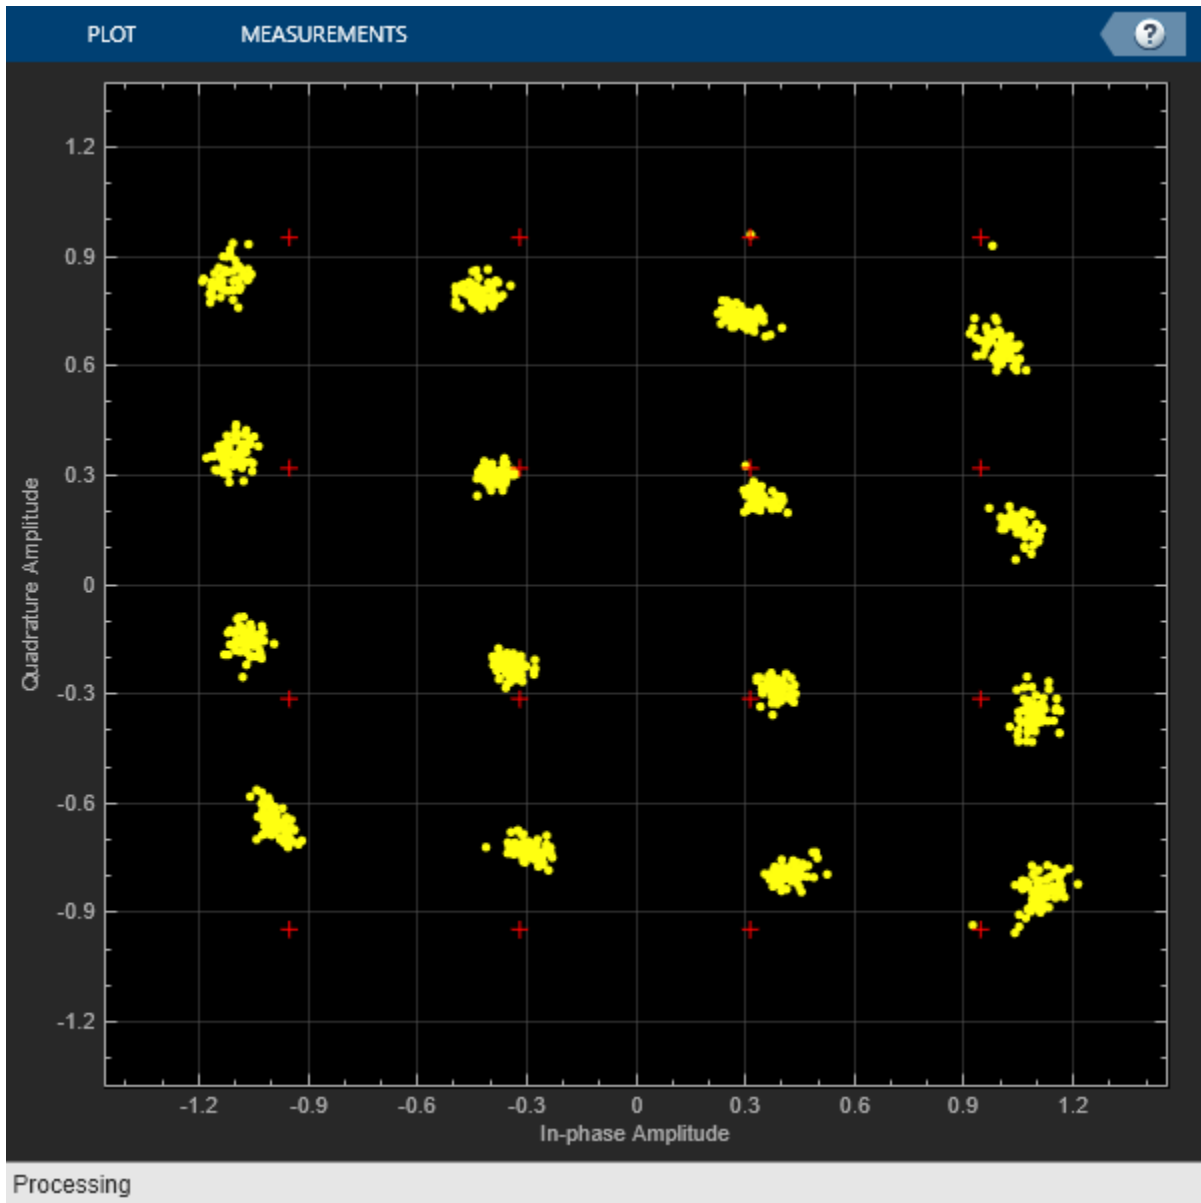 PLOT MEASUREMENTS ?
1.2
0.9
0.6
0.3
0
-0.3
-0.6
-0.9
-1.2
Quadrature Amplitude
-1.2 -0.9 -0.6 -0.3 0 0.3 0.6 0.9 1.2
In-phase Amplitude
Processing